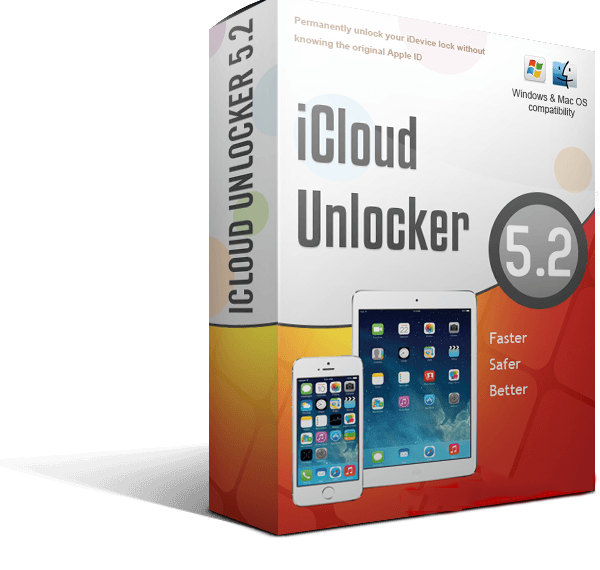 Permanently unlock your iDevice lock without
knowing the original Apple ID
Windows & Mac OS
compatibility
ICLOUD UNLOCKER 5.2
iCloud
Unlocker
5.2
Faster
Safer
Better